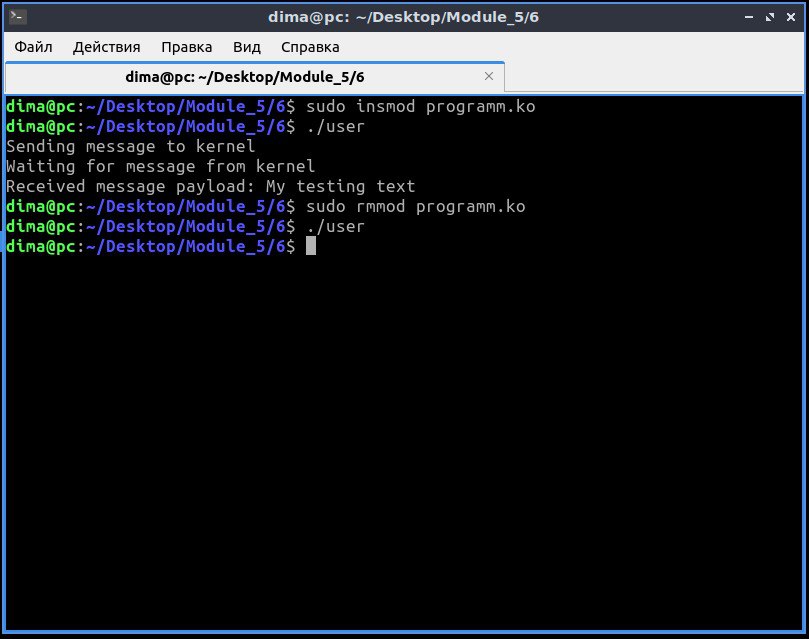 dima@pc: ~/Desktop/Module_5/6
Файл Действия Правка Вид Справка
dima@pc: ~/Desktop/Module_5/6
dima@pc:~/Desktop/Module_5/6$ sudo insmod programm.ko
dima@pc:~/Desktop/Module_5/6$ ./user
Sending message to kernel
Waiting for message from kernel
Received message payload: My testing text
dima@pc:~/Desktop/Module_5/6$ sudo rmmod programm.ko
dima@pc:~/Desktop/Module_5/6$ ./user
dima@pc:~/Desktop/Module_5/6$